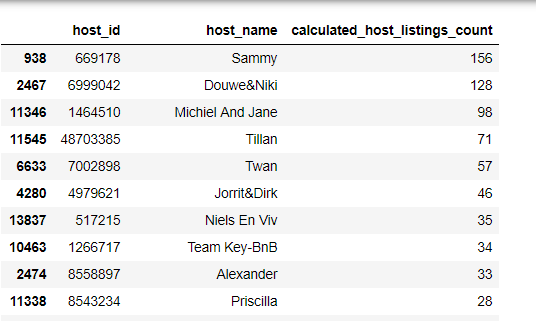 host_id host_name calculated_host_listings_count
938 669178 Sammy 156
2467 6999042 Douwe&Niki 128
11346 1464510 Michiel And Jane 98
11545 48703385 Tillan 71
6633 7002898 Twan 57
4280 4979621 Jorrit&Dirk 46
13837 517215 Niels En Viv 35
10463 1266717 Team Key-BnB 34
2474 8558897 Alexander 33
11338 8543234 Priscilla 28